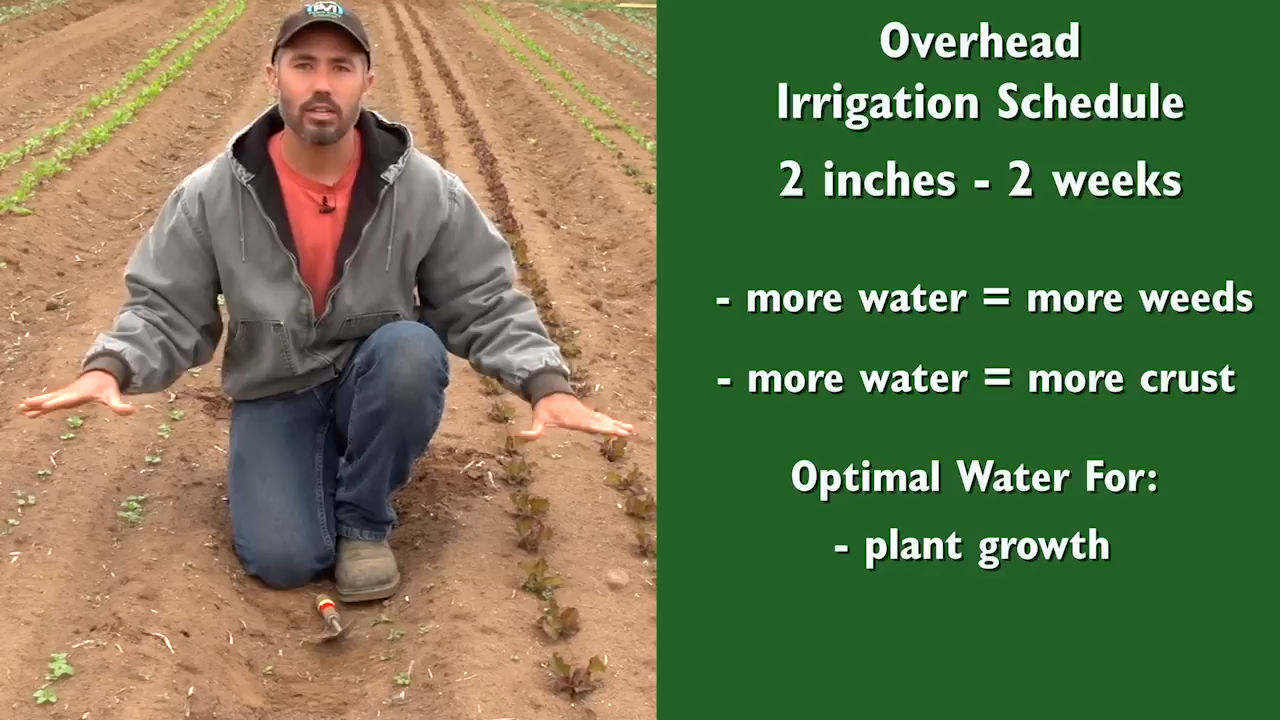 Overhead
Irrigation Schedule
2 inches - 2 weeks
- more water = more weeds
- more water = more crust
Optimal Water For:
- plant growth